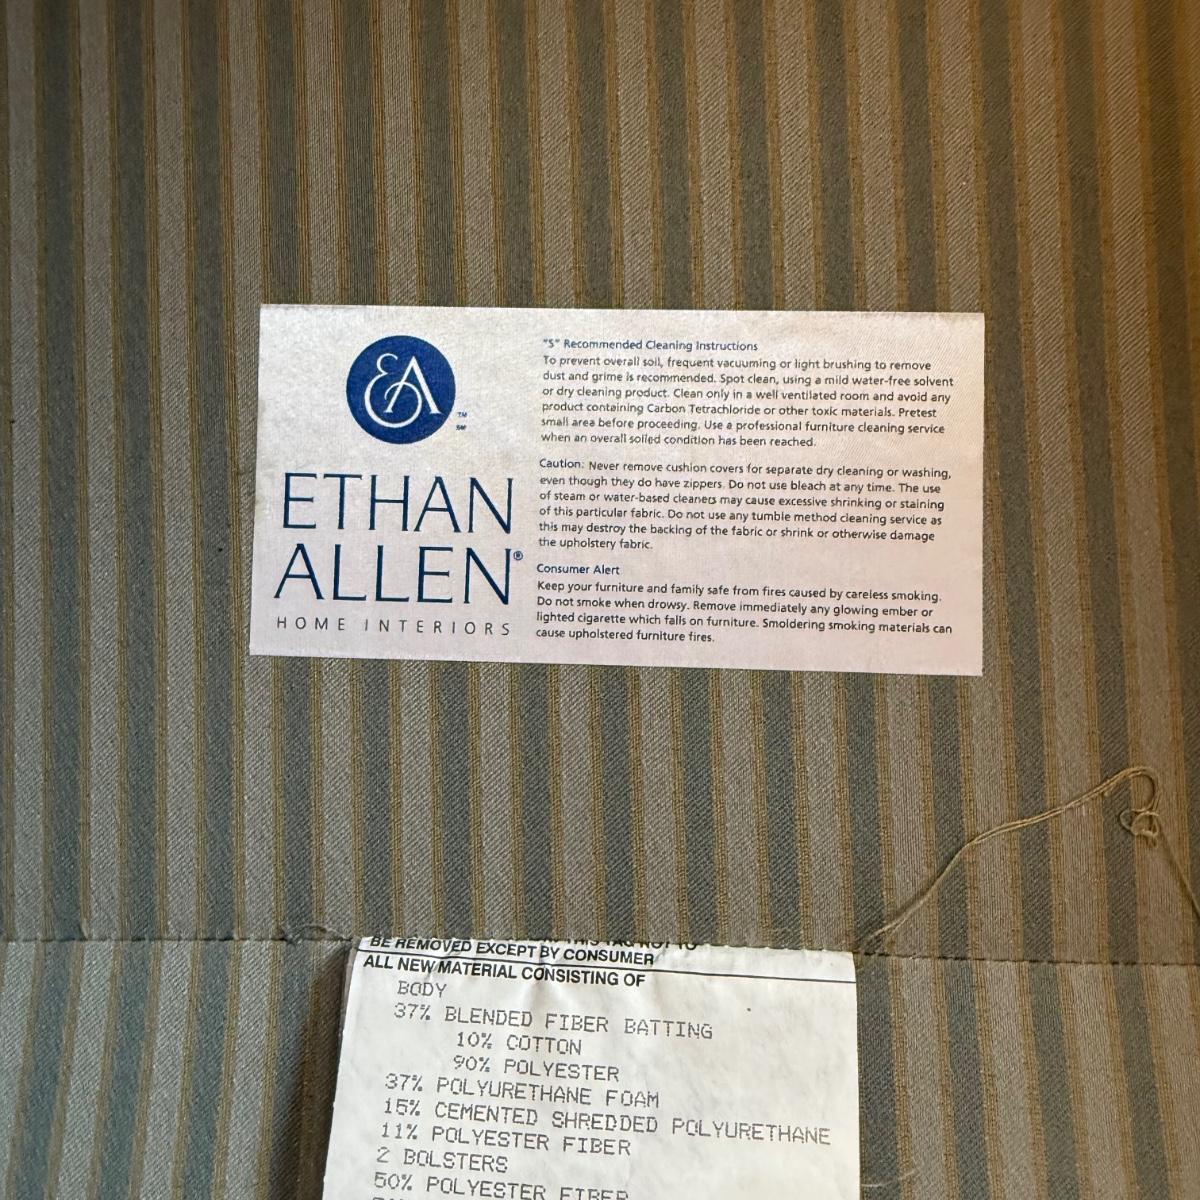 EA
TM
SM
ETHAN
ALLEN®
HOME INTERIORS
"S" Recommended Cleaning Instructions
To prevent overall soil, frequent vacuuming or light brushing to remove
dust and grime is recommended. Spot clean, using a mild water-free solvent
or dry cleaning product. Clean only in a well ventilated room and avoid any
product containing Carbon Tetrachloride or other toxic materials. Pretest
small area before proceeding. Use a professional furniture cleaning service
when an overall soiled condition has been reached.
Caution: Never remove cushion covers for separate dry cleaning or washing,
even though they do have zippers. Do not use bleach at any time. The use
of steam or water-based cleaners may cause excessive shrinking or staining
of this particular fabric. Do not use any tumble method cleaning service as
this may destroy the backing of the fabric or shrink or otherwise damage
the upholstery fabric.
Consumer Alert
Keep your furniture and family safe from fires caused by careless smoking.
Do not smoke when drowsy. Remove immediately any glowing ember or
lighted cigarette which falls on furniture. Smoldering smoking materials can
cause upholstered furniture fires.
THIS TAG NOT TO
BE REMOVED EXCEPT BY CONSUMER
ALL NEW MATERIAL CONSISTING OF
BODY
37% BLENDED FIBER BATTING
10% COTTON
90% POLYESTER
37% POLYURETHANE FOAM
15% CEMENTED SHREDDED POLYURETHANE
11% POLYESTER FIBER
2 BOLSTERS
50% POLYESTER FIBER